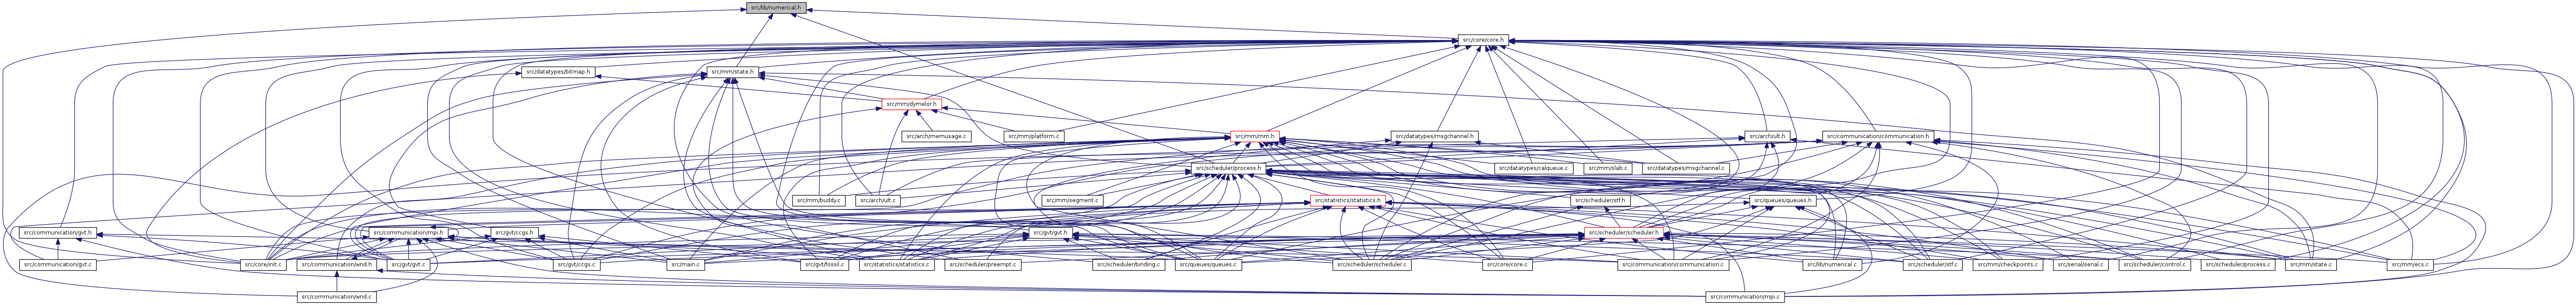 src/lib/numerical.h
src/core/core.h
src/datatypes/bitmap.h
src/mm/state.h
src/mm/dymelor.h
src/arch/memusage.c
src/mm/platform.c
src/mm/mm.h
src/datatypes/msgchannel.h
src/arch/ult.h
src/communication/communication.h
src/scheduler/process.h
src/datatypes/calqueue.c
src/mm/slab.c
src/datatypes/msgchannel.c
src/mm/buddy.c
src/arch/ult.c
src/mm/segment.c
src/statistics/statistics.h
src/scheduler/stf.h
src/queues/queues.h
src/communication/gvt.h
src/communication/mpi.h
src/gvt/ccgs.h
src/gvt/gvt.h
src/scheduler/scheduler.h
src/communication/gvt.c
src/core/init.c
src/communication/wnd.h
src/gvt/gvt.c
src/gvt/ccgs.c
src/main.c
src/gvt/fossil.c
src/statistics/statistics.c
src/scheduler/preempt.c
src/scheduler/binding.c
src/queues/queues.c
src/scheduler/scheduler.c
src/core/core.c
src/communication/communication.c
src/lib/numerical.c
src/scheduler/stf.c
src/mm/checkpoints.c
src/serial/serial.c
src/scheduler/control.c
src/scheduler/process.c
src/mm/state.c
src/mm/ecs.c
src/communication/wnd.c
src/communication/mpi.c